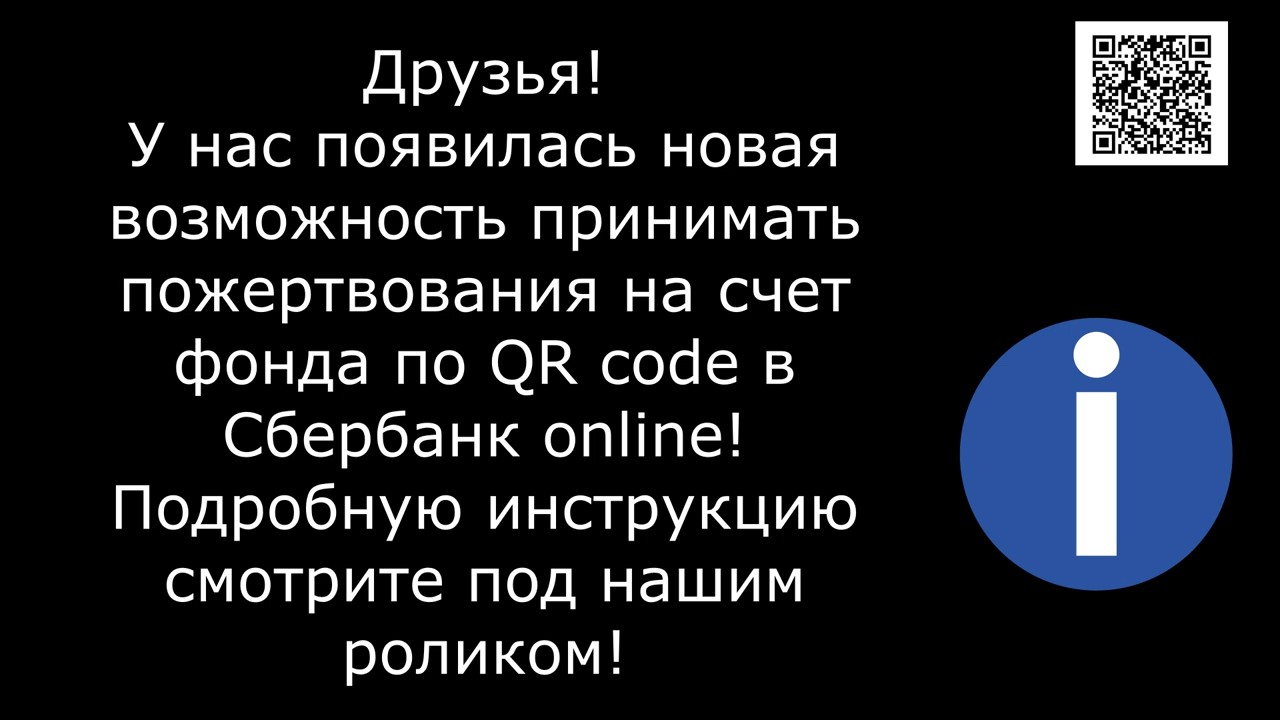 Друзья!
У нас появилась новая
возможность принимать
пожертвования на счет
фонда по QR code в
Сбербанк online!
Подробную инструкцию
смотрите под нашим
роликом!
i